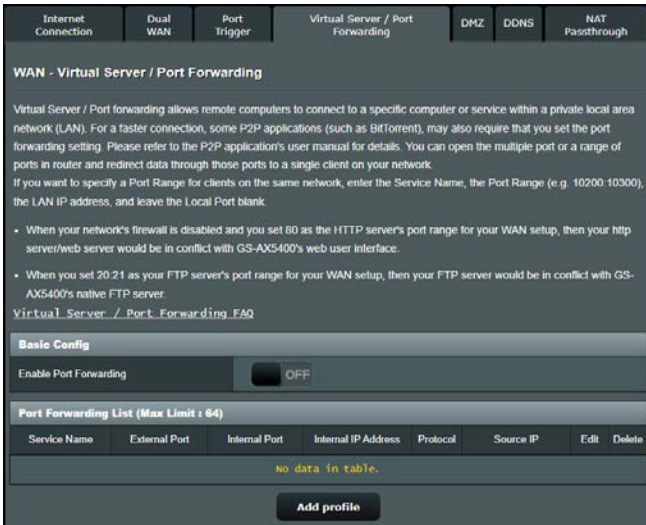 Internet Connection
Dual WAN
Port Trigger
Virtual Server / Port Forwarding
DMZ
DDNS
NAT Passthrough
WAN - Virtual Server / Port Forwarding
Virtual Server / Port forwarding allows remote computers to connect to a specific computer or service within a private local area
network (LAN). For a faster connection, some P2P applications (such as BitTorrent), may also require that you set the port
forwarding setting. Please refer to the P2P application's user manual for details. You can open the multiple port or a range of
ports in router and redirect data through those ports to a single client on your network.
If you want to specify a Port Range for clients on the same network, enter the Service Name, the Port Range (e.g. 10200:10300),
the LAN IP address, and leave the Local Port blank.
• When your network's firewall is disabled and you set 80 as the HTTP server's port range for your WAN setup, then your http
server/web server would be in conflict with GS-AX5400's web user interface.
• When you set 20:21 as your FTP server's port range for your WAN setup, then your FTP server would be in conflict with GS-
AX5400's native FTP server.
Virtual Server / Port Forwarding FAQ
Basic Config
Enable Port Forwarding OFF
Port Forwarding List (Max Limit : 64)
Service Name External Port Internal Port Internal IP Address Protocol Source IP Edit Delete
No data in table.
Add profile